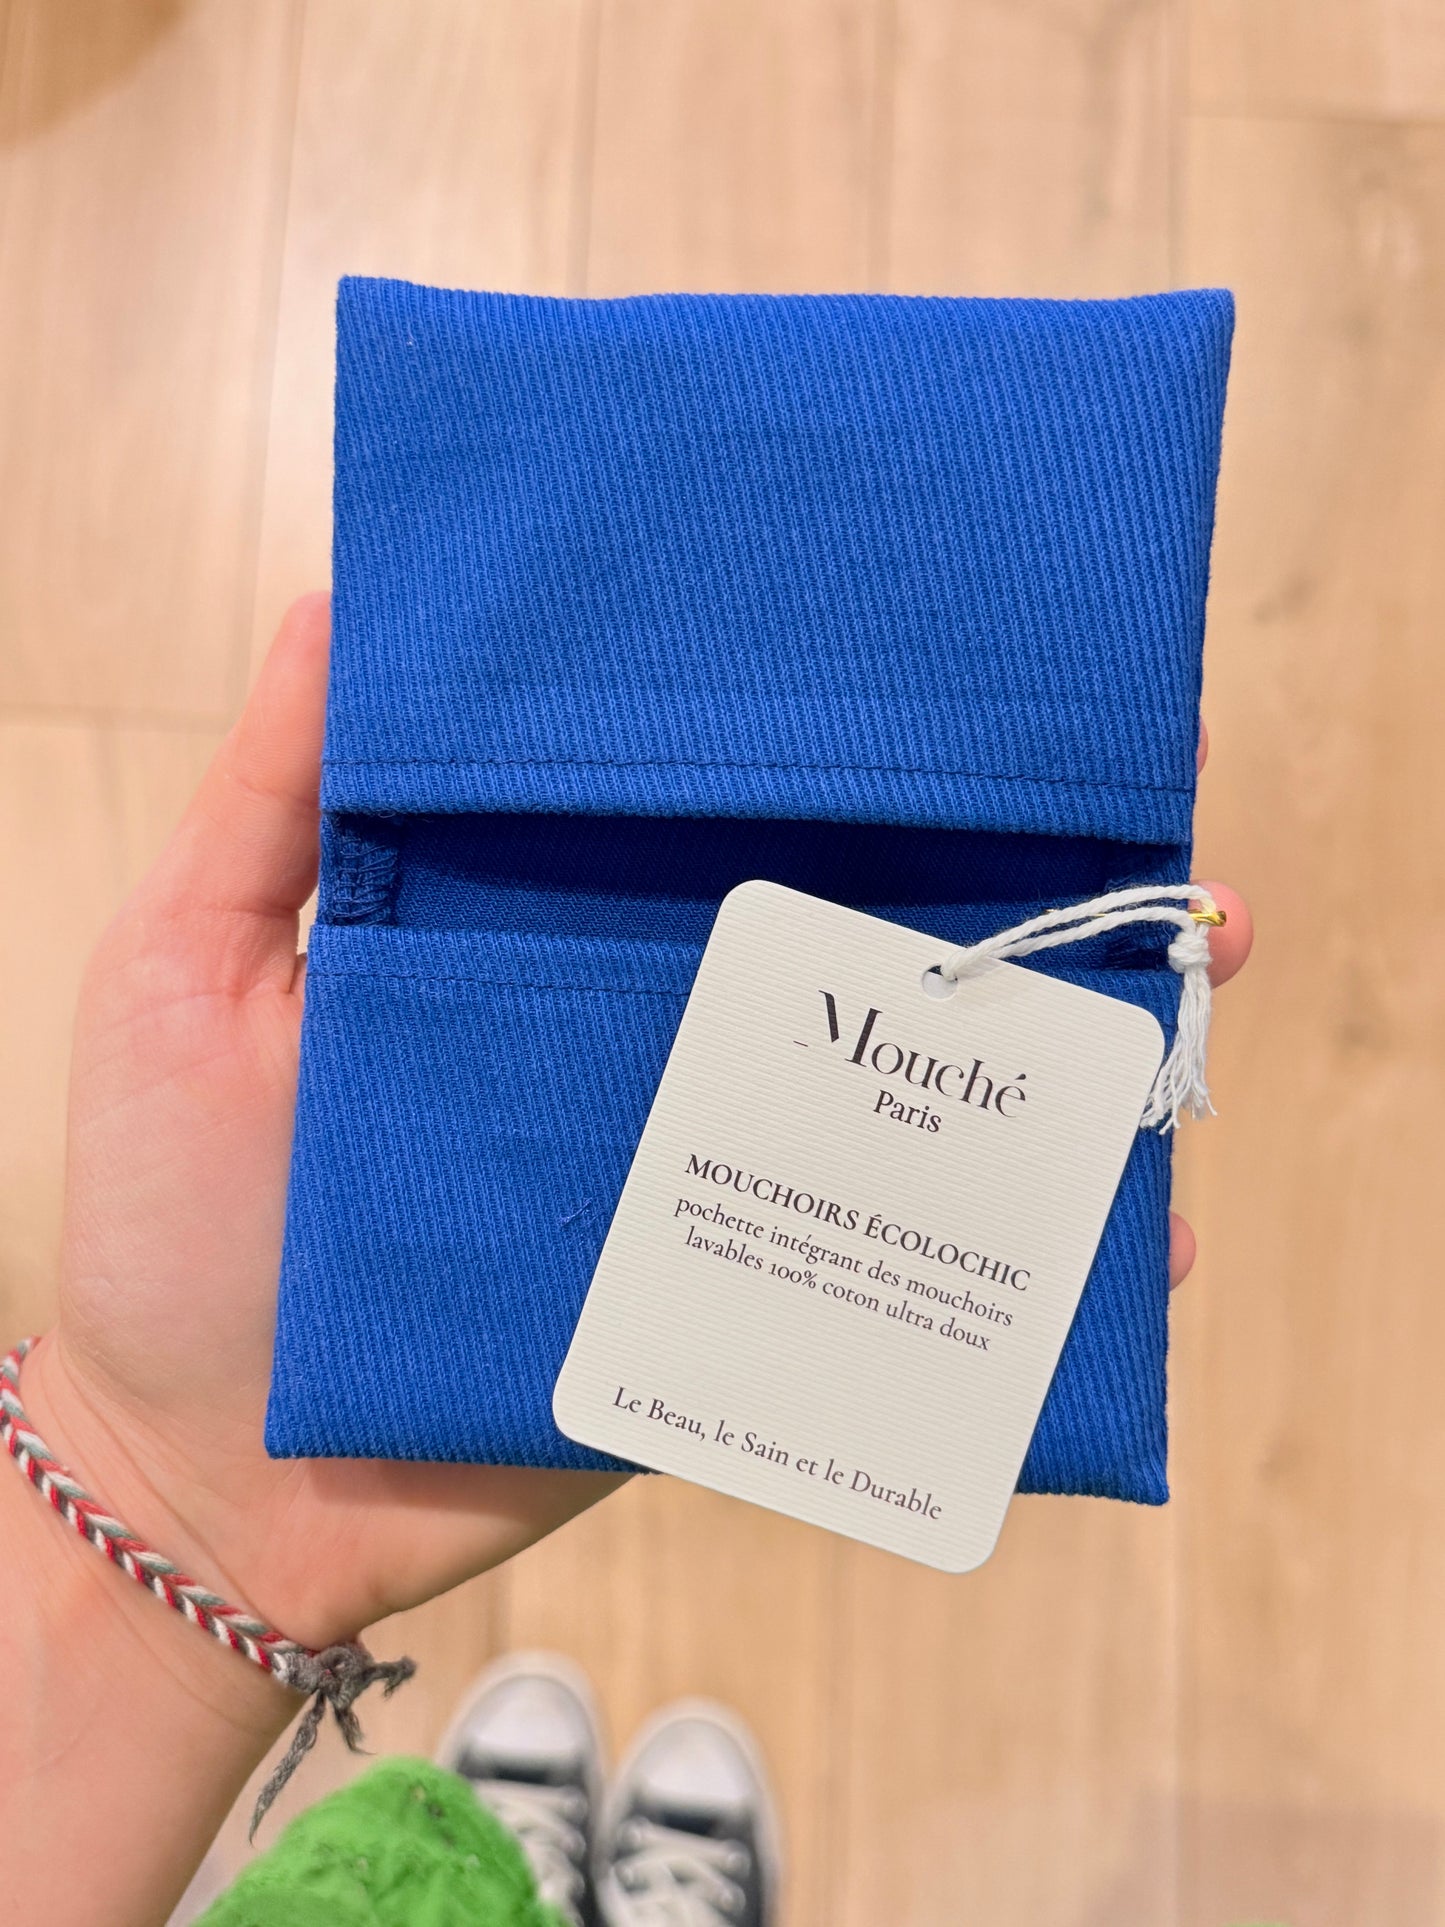 Mouché
Paris
MOUCHOIRS ÉCOLOCHIC
pochette intégrant des mouchoirs
lavables 100% coton ultra doux
Le Beau, le Sain et le Durable